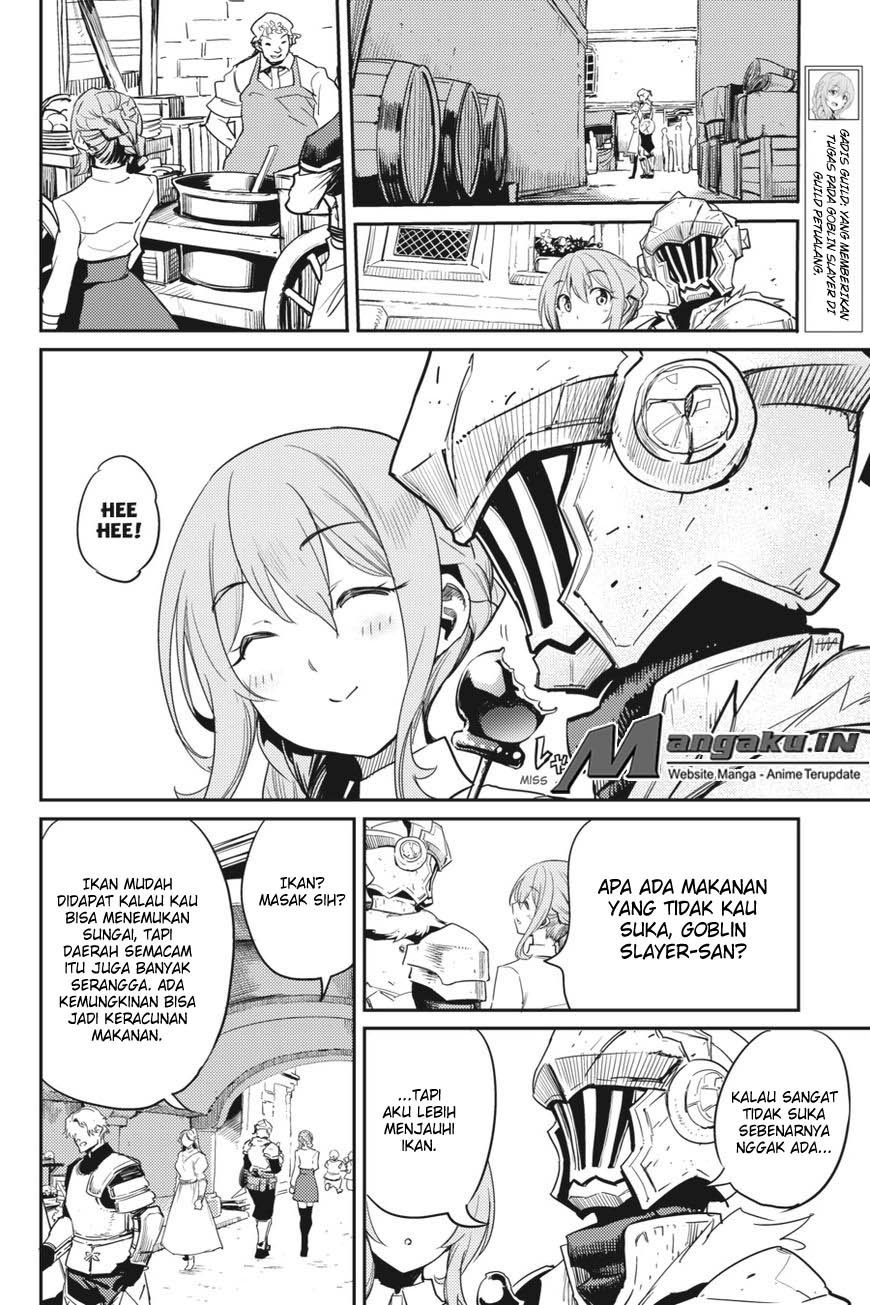 GADIS GUILD: YANG MEMBERIKAN
TUGAS PADA GOBLIN SLAYER DI
GUILD PETUALANG.
HEE
HEE!
MISS
Mangaku.IN
Website Manga - Anime Terupdate
APA ADA MAKANAN
YANG TIDAK KAU
SUKA, GOBLIN
SLAYER-SAN?
KALAU SANGAT
TIDAK SUKA
SEBENARNYA
NGGAK ADA...
...TAPI
AKU LEBIH
MENJAUHI
IKAN.
IKAN?
MASAK SIH?
IKAN MUDAH
DIDAPAT KALAU KAU
BISA MENEMUKAN
SUNGAI, TAPI
DAERAH SEMACAM
ITU JUGA BANYAK
SERANGGA. ADA
KEMUNGKINAN BISA
JADI KERACUNAN
MAKANAN.